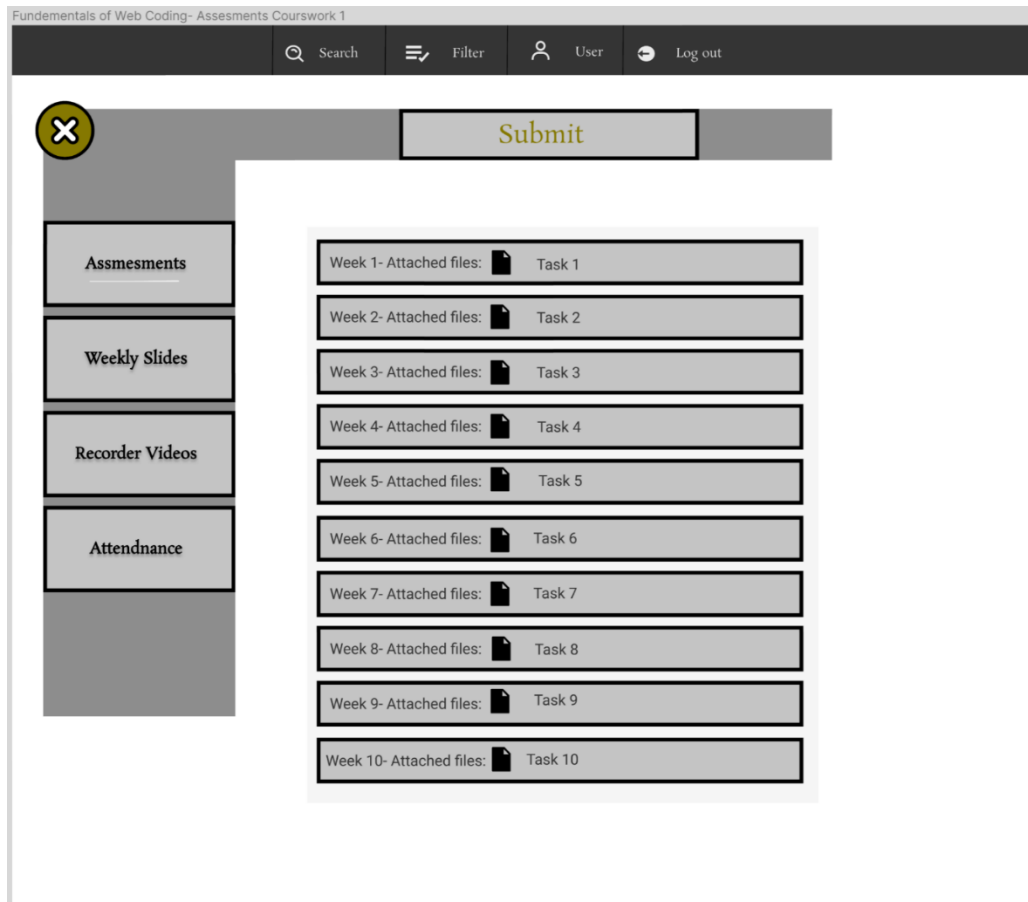 Fundementals of Web Coding- Assesments Courswork 1
Search Filter User Log out
Submit
Assmesments
Weekly Slides
Recorder Videos
Attendnance
Week 1- Attached files: Task 1
Week 2- Attached files: Task 2
Week 3- Attached files: Task 3
Week 4- Attached files: Task 4
Week 5- Attached files: Task 5
Week 6- Attached files: Task 6
Week 7- Attached files: Task 7
Week 8- Attached files: Task 8
Week 9- Attached files: Task 9
Week 10- Attached files: Task 10